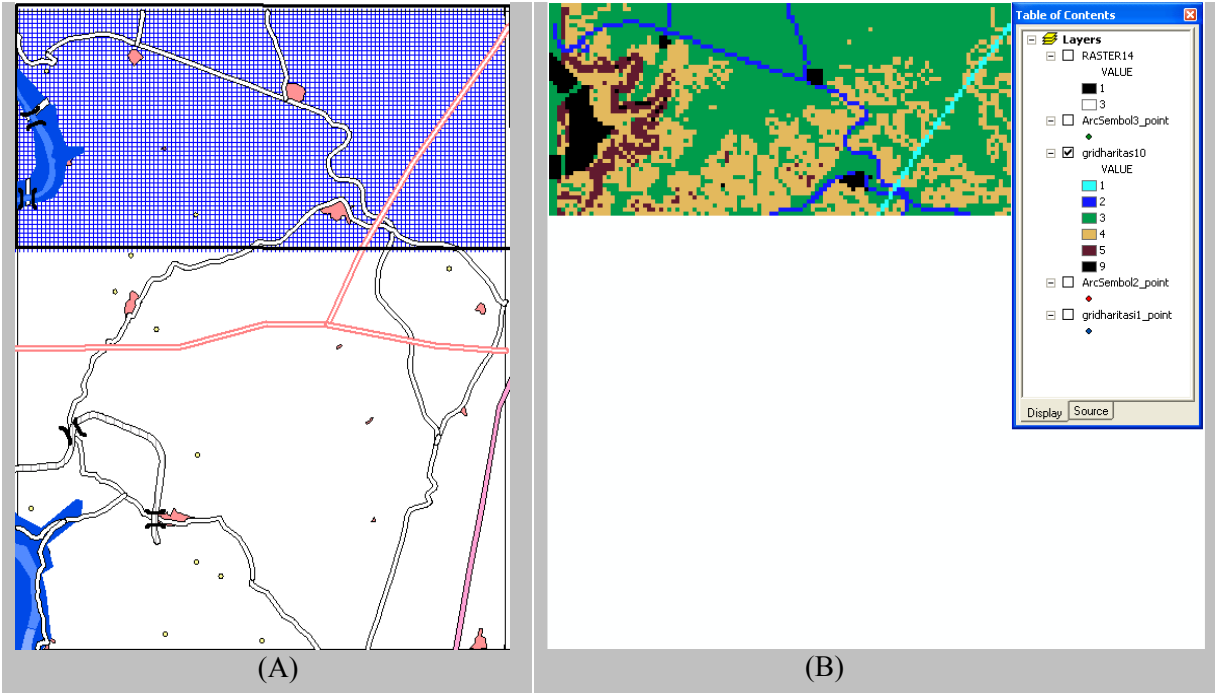 Table of Contents
Layers
RASTER14
VALUE
1
3
ArcSembol3_point
gridharitas10
VALUE
1
2
3
4
5
9
ArcSembol2_point
gridharitasi1_point
Display
Source
(A)
(B)